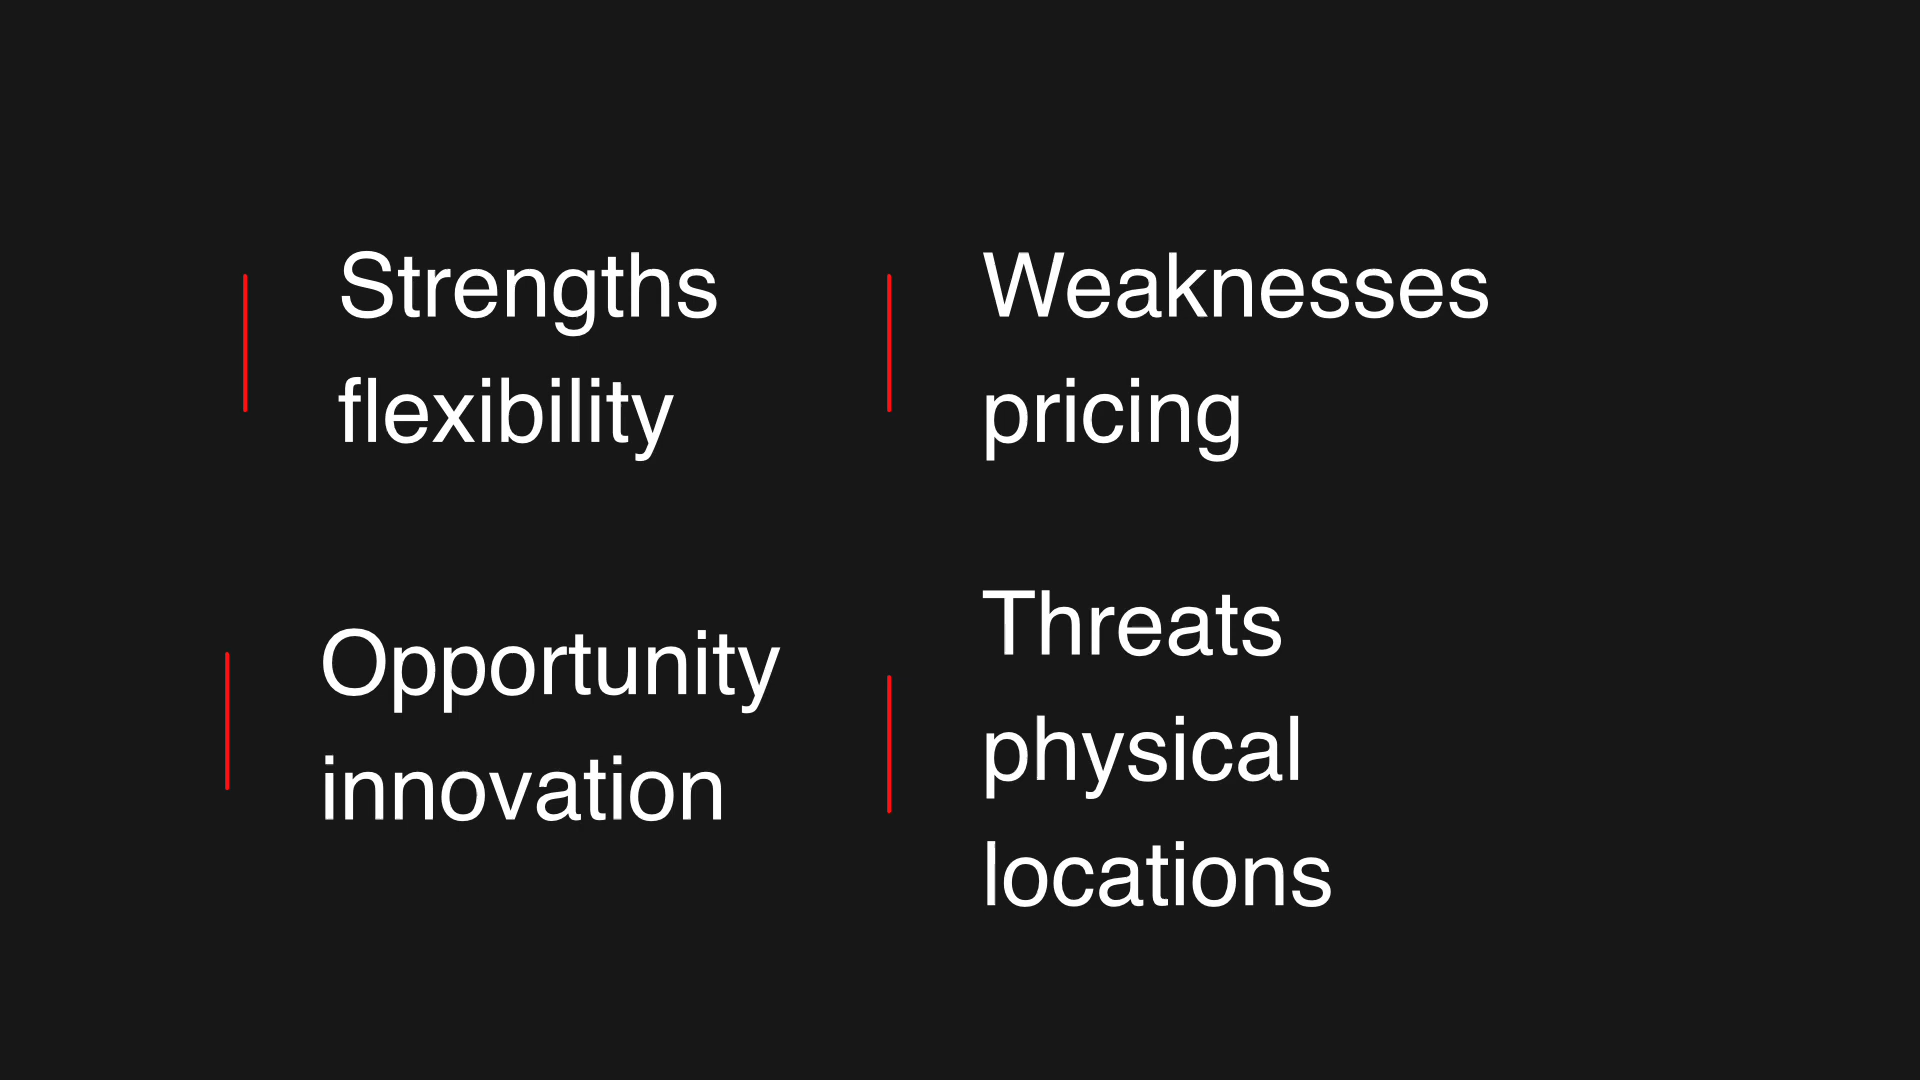 Strengths
flexibility
Weaknesses
pricing
Opportunity
innovation
Threats
physical
locations